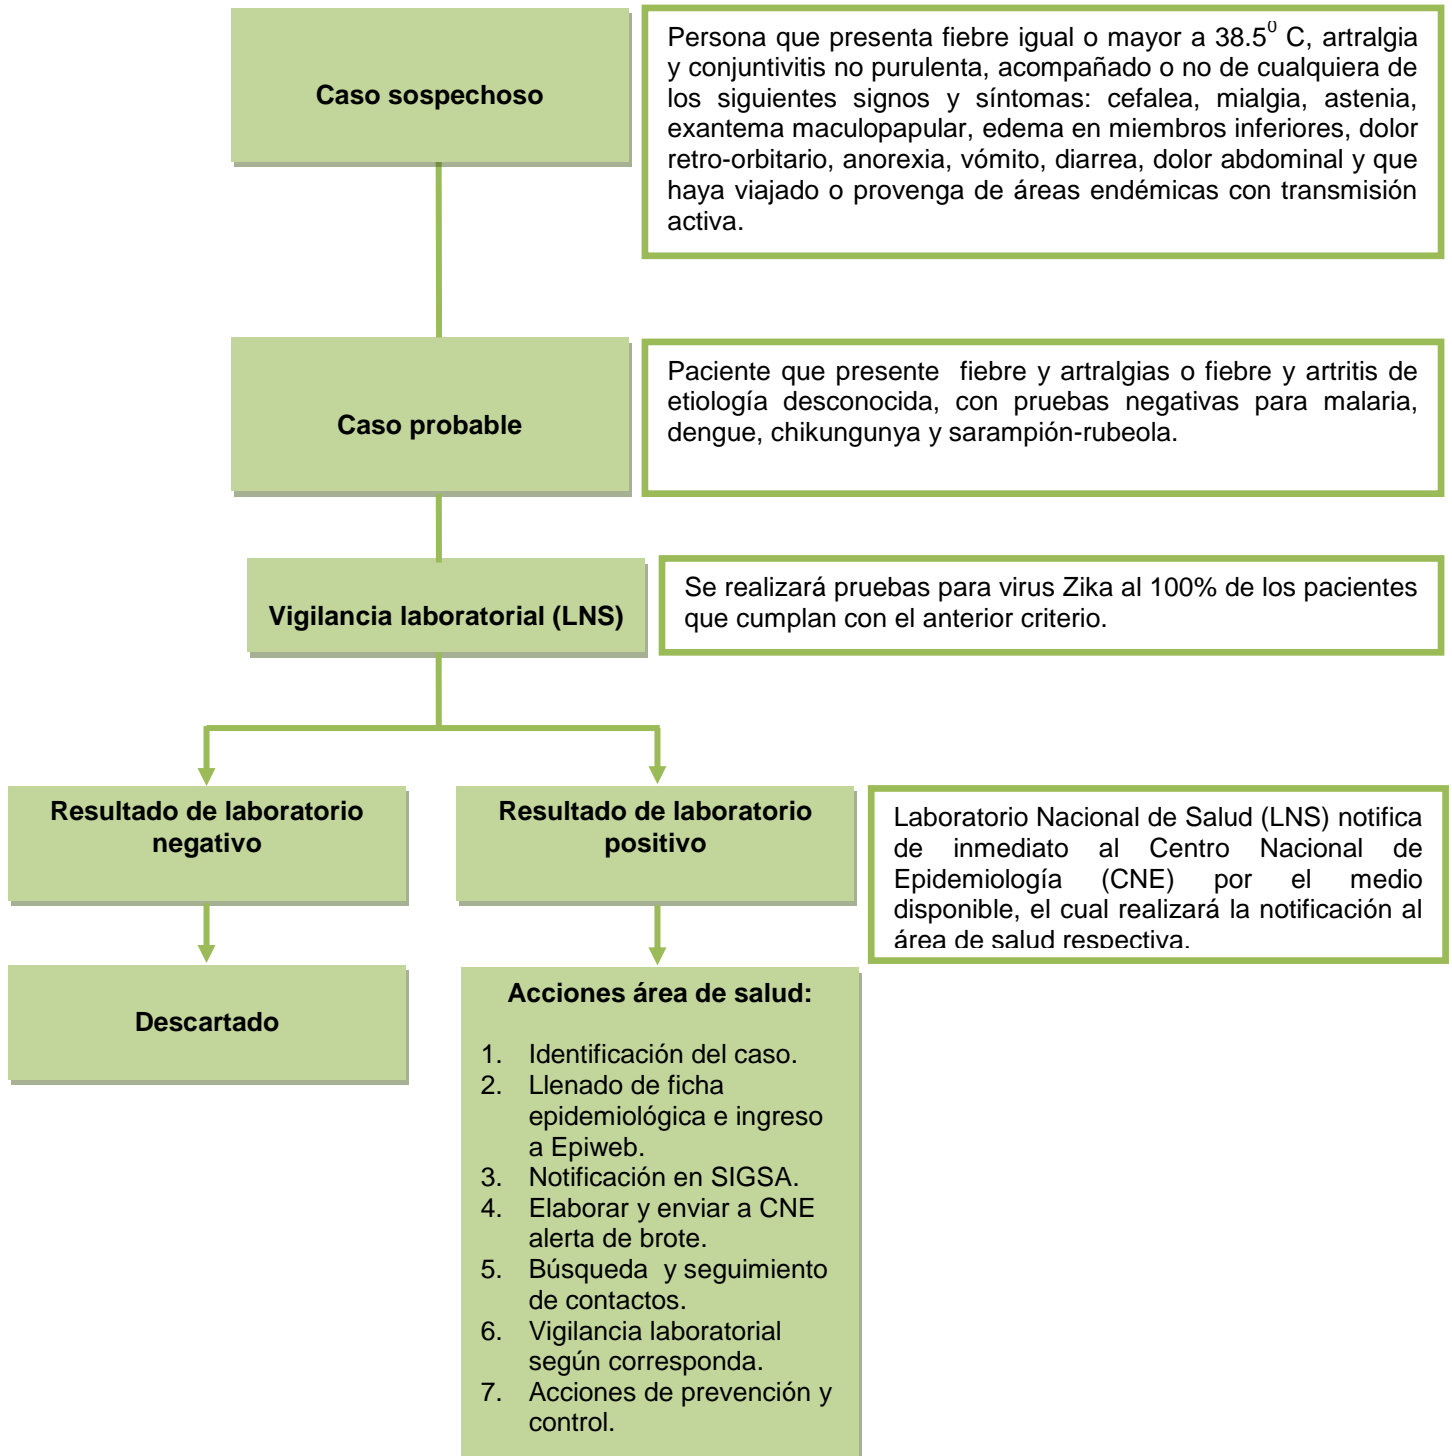 Caso sospechoso
Persona que presenta fiebre igual o mayor a 38.5⁰ C, artralgia
y conjuntivitis no purulenta, acompañado o no de cualquiera de
los siguientes signos y síntomas: cefalea, mialgia, astenia,
exantema maculopapular, edema en miembros inferiores, dolor
retro-orbitario, anorexia, vómito, diarrea, dolor abdominal y que
haya viajado o provenga de áreas endémicas con transmisión
activa.
Caso probable
Paciente que presente fiebre y artralgias o fiebre y artritis de
etiología desconocida, con pruebas negativas para malaria,
dengue, chikungunya y sarampión-rubeola.
Vigilancia laboratorial (LNS)
Se realizará pruebas para virus Zika al 100% de los pacientes
que cumplan con el anterior criterio.
Resultado de laboratorio
negativo
Resultado de laboratorio
positivo
Laboratorio Nacional de Salud (LNS) notifica
de inmediato al Centro Nacional de
Epidemiología (CNE) por el medio
disponible, el cual realizará la notificación al
área de salud respectiva.
Descartado
Acciones área de salud:
1. Identificación del caso.
2. Llenado de ficha
epidemiológica e ingreso
a Epiweb.
3. Notificación en SIGSA.
4. Elaborar y enviar a CNE
alerta de brote.
5. Búsqueda y seguimiento
de contactos.
6. Vigilancia laboratorial
según corresponda.
7. Acciones de prevención y
control.